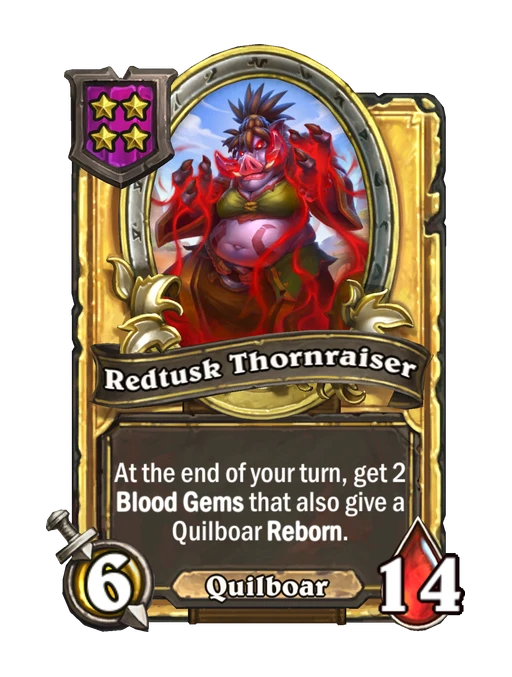 Redtusk Thornraiser
At the end of your turn, get 2
Blood Gems that also give a
Quilboar Reborn.
6
Quilboar
14